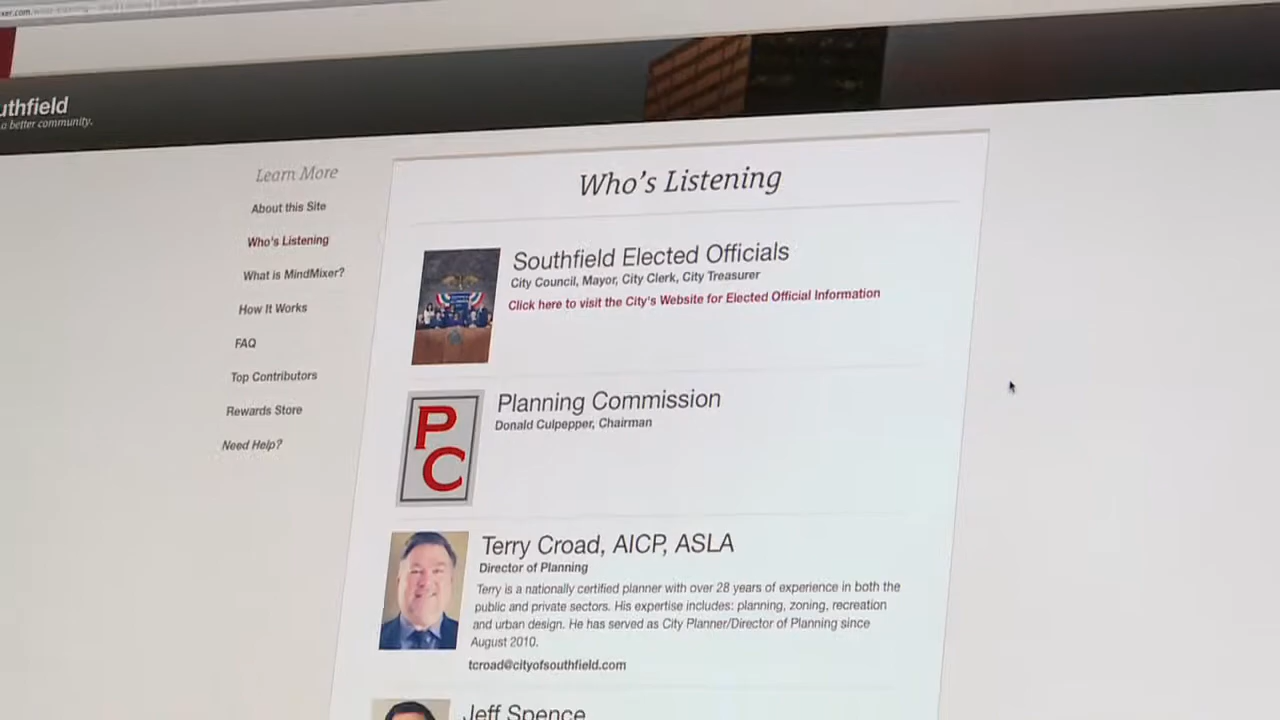 uthfield
a better community.
Learn More
About this Site
Who's Listening
What is MindMixer?
How It Works
FAQ
Top Contributors
Rewards Store
Need Help?
Who's Listening
Southfield Elected Officials
City Council, Mayor, City Clerk, City Treasurer
Click here to visit the City's Website for Elected Official Information
PC
Planning Commission
Donald Culpepper, Chairman
Terry Croad, AICP, ASLA
Director of Planning
Terry is a nationally certified planner with over 28 years of experience in both the
public and private sectors. His expertise includes: planning, zoning, recreation
and urban design. He has served as City Planner/Director of Planning since
August 2010.
tcroad@cityofsouthfield.com
Jeff Spence